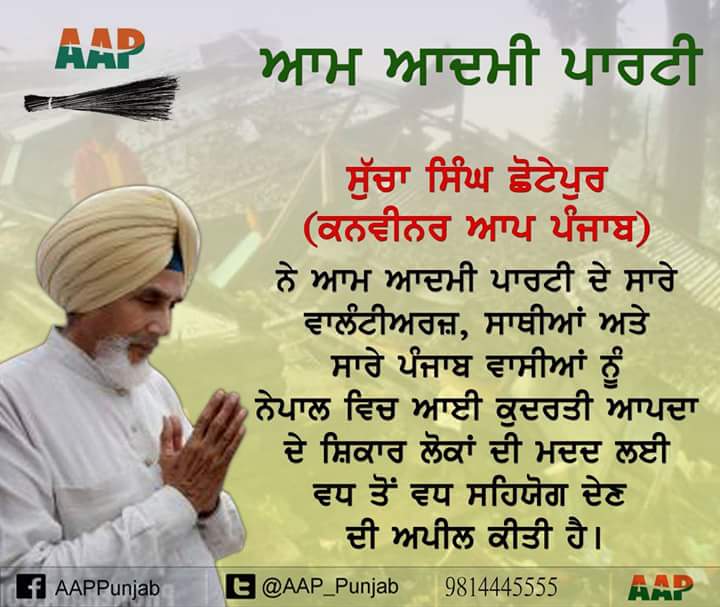 AAP
ਆਮ ਆਦਮੀ ਪਾਰਟੀ
ਸੁੱਚਾ ਸਿੰਘ ਛੋਟੇਪੁਰ
(ਕਨਵੀਨਰ ਆਪ ਪੰਜਾਬ)
ਨੇ ਆਮ ਆਦਮੀ ਪਾਰਟੀ ਦੇ ਸਾਰੇ
ਵਾਲੰਟੀਅਰਜ਼, ਸਾਥੀਆਂ ਅਤੇ
ਸਾਰੇ ਪੰਜਾਬ ਵਾਸੀਆਂ ਨੂੰ
ਨੇਪਾਲ ਵਿਚ ਆਈ ਕੁਦਰਤੀ ਆਪਦਾ
ਦੇ ਸ਼ਿਕਾਰ ਲੋਕਾਂ ਦੀ ਮਦਦ ਲਈ
ਵਧ ਤੋਂ ਵਧ ਸਹਿਯੋਗ ਦੇਣ
ਦੀ ਅਪੀਲ ਕੀਤੀ ਹੈ।
f AAPPunjab t @AAP_Punjab 9814445555 AAP